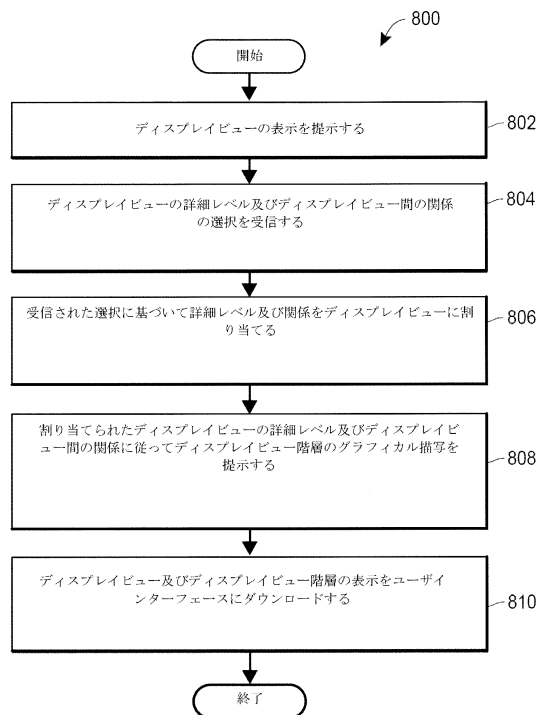 800
開始
ディスプレイビューの表示を提示する
802
ディスプレイビューの詳細レベル及びディスプレイビュー間の関係
の選択を受信する
804
受信された選択に基づいて詳細レベル及び関係をディスプレイビューに割
り当てる
806
割り当てられたディスプレイビューの詳細レベル及びディスプレイビ
ュー間の関係に従ってディスプレイビュー階層のグラフィカル描写を
提示する
808
ディスプレイビュー及びディスプレイビュー階層の表示をユーザイ
ンターフェースにダウンロードする
810
終了